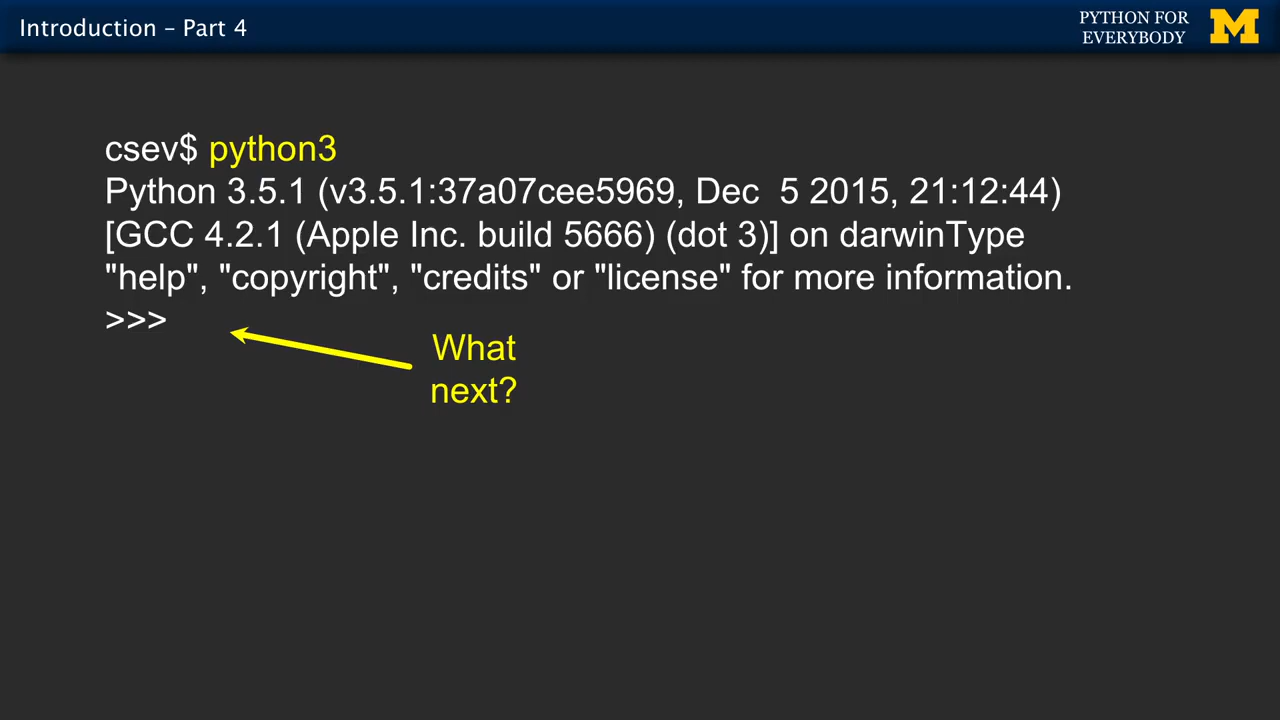 Introduction – Part 4
PYTHON FOR
EVERYBODY
M
csev$ python3
Python 3.5.1 (v3.5.1:37a07cee5969, Dec  5 2015, 21:12:44)
[GCC 4.2.1 (Apple Inc. build 5666) (dot 3)] on darwinType
"help", "copyright", "credits" or "license" for more information.
>>>
What
next?